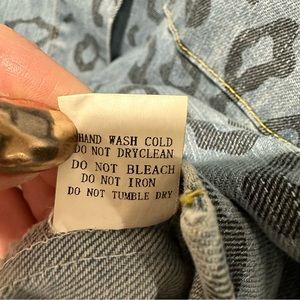 HAND WASH COLD
DO NOT DRYCLEAN
DO NOT BLEACH
DO NOT IRON
DO NOT TUMBLE DRY